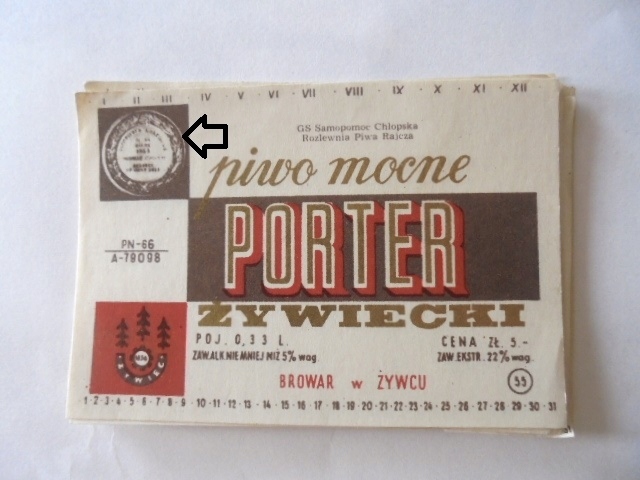 I II III IV V VI VII VIII IX X XI XII
GS Samopomoc Chłopska
Rozlewnia Piwa Rajcza
piwo mocne
PORTER
ŻYWIECKI
PN-66
A-79098
ŻYWIEC
POJ. 0,33 L.
ZAW. ALK NIE MNIEJ NIŻ 5% wag.
CENA ZŁ. 5.-
ZAW. EKSTR. 22% wag.
BROWAR w ŻYWCU
55
1·2·3·4·5·6·7·8·9·10·11·12·13·14·15·16·17·18·19·20·21·22·23·24·25·26·27·28·29·30·31